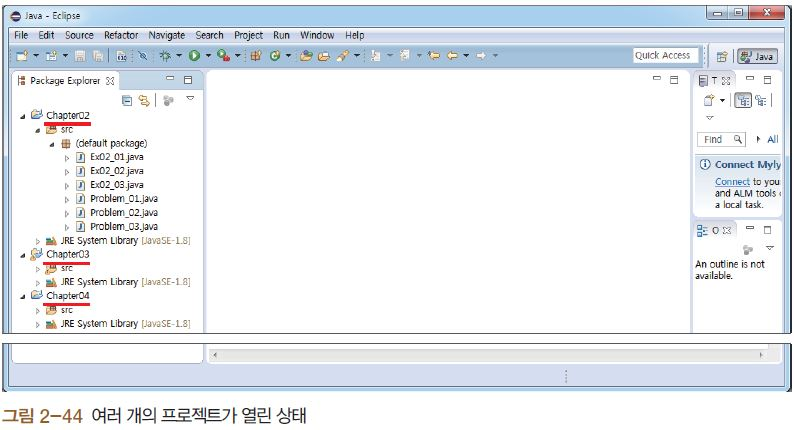 Java - Eclipse
File Edit Source Refactor Navigate Search Project Run Window Help
Quick Access
Java
Package Explorer
T
Chapter02
src
(default package)
Ex02_01.java
Ex02_02.java
Ex02_03.java
Problem_01.java
Problem_02.java
Problem_03.java
JRE System Library [JavaSE-1.8]
Chapter03
src
JRE System Library [JavaSE-1.8]
Chapter04
src
JRE System Library [JavaSE-1.8]
Find
All
Connect Myly
Connect to you
and ALM tools
a local task.
O
An outline is not
available.
그림 2-44 여러 개의 프로젝트가 열린 상태